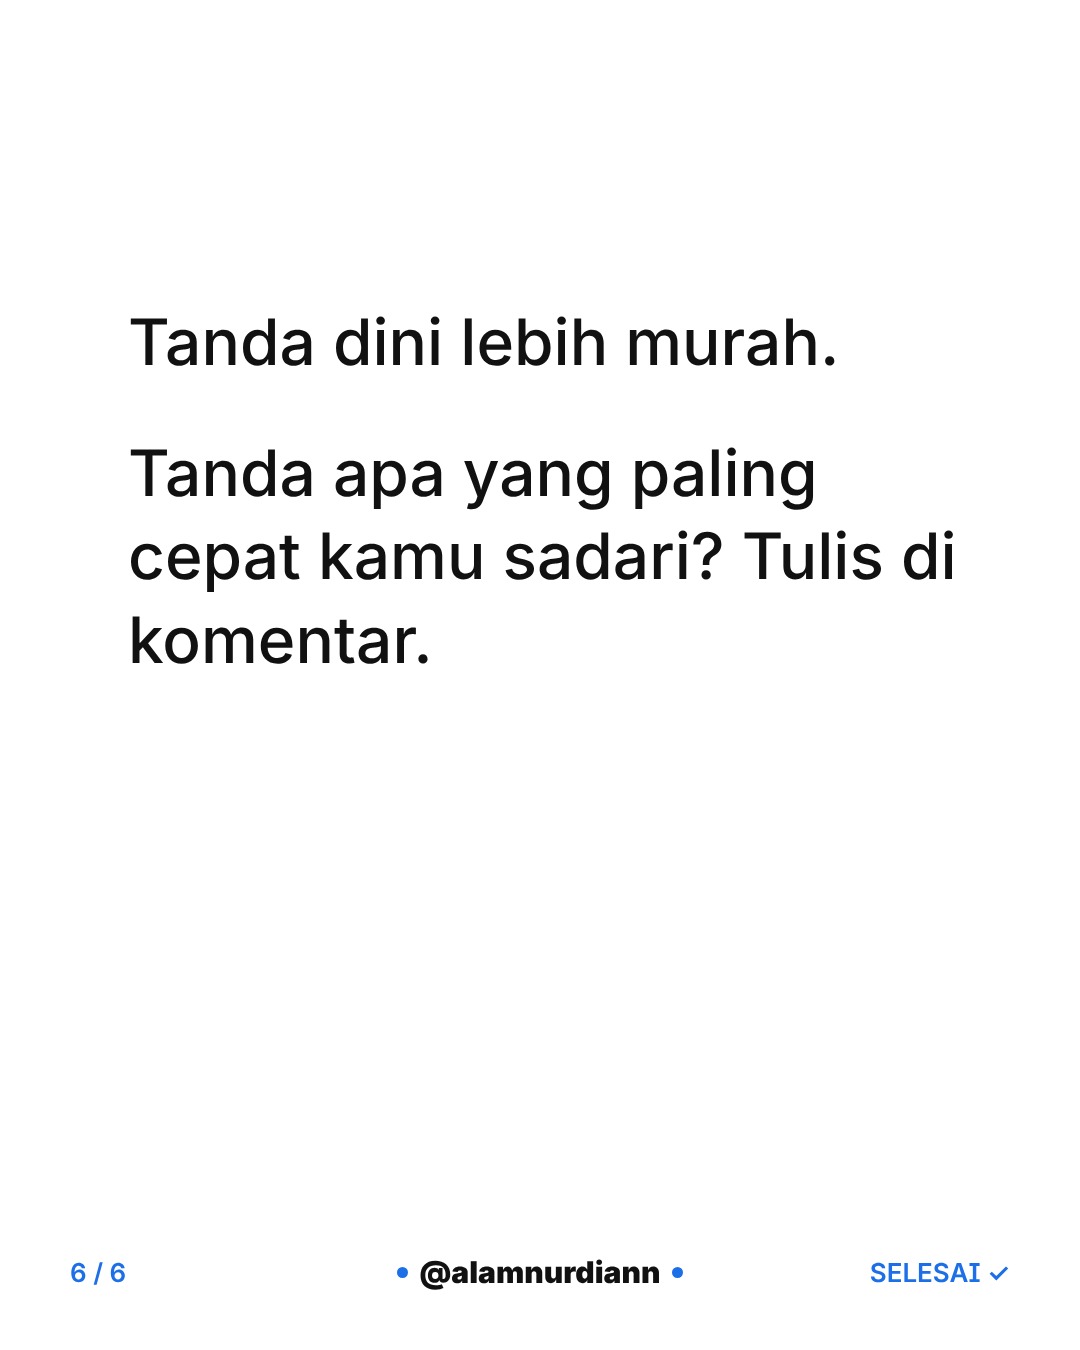 Tanda dini lebih murah.
Tanda apa yang paling
cepat kamu sadari? Tulis di
komentar.
6 / 6
• @alamnurdiann •
SELESAI ✓